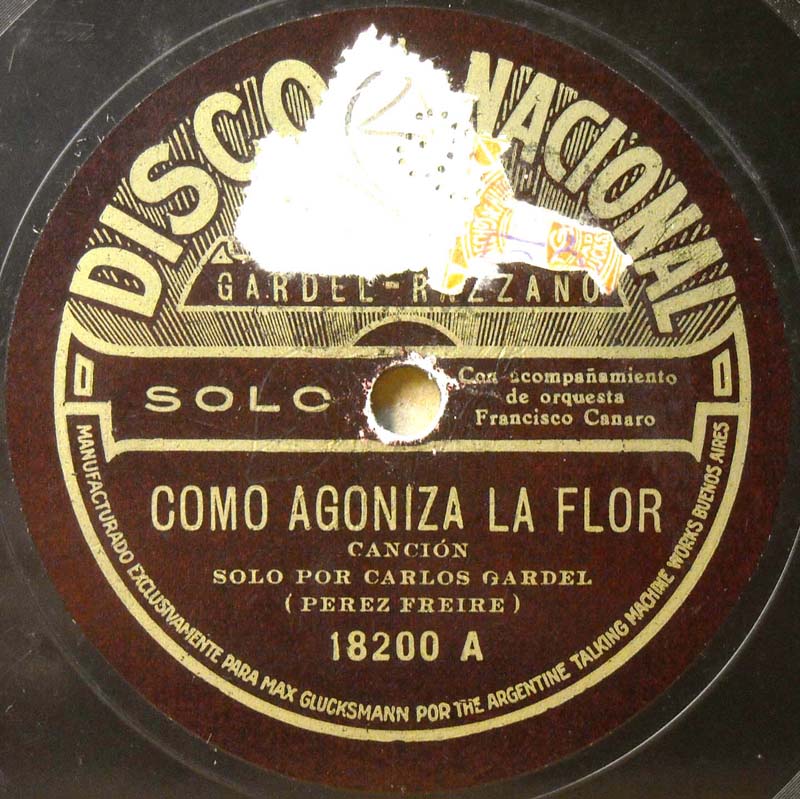 DISCO NACIONAL
GARDEL-RAZZANO
SOLO
Con acompañamiento
de orquesta
Francisco Canaro
COMO AGONIZA LA FLOR
CANCIÓN
SOLO POR CARLOS GARDEL
(PEREZ FREIRE)
18200 A
MANUFACTURADO EXCLUSIVAMENTE PARA MAX GLUCKSMANN POR THE ARGENTINE TALKING MACHINE WORKS BUENOS AIRES